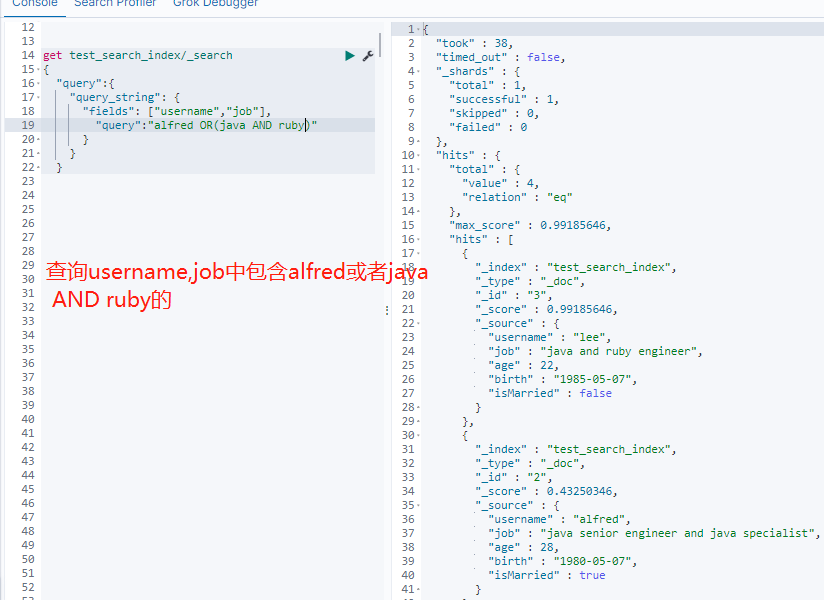 Console Search Profiler Grok Debugger
12
13
14 get test_search_index/_search
15 {
16 "query":{
17 "query_string": {
18 "fields": ["username","job"],
19 "query":"alfred OR(java AND ruby)"
20 }
21 }
22 }
23
24
25
26
27
28
29
30
31
32
33
34
35
36
37
38
39
40
41
42
43
44
45
46
47
48
49
50
51
52
查询username,job中包含alfred或者java
AND ruby的
1 {
2 "took" : 38,
3 "timed_out" : false,
4 "_shards" : {
5 "total" : 1,
6 "successful" : 1,
7 "skipped" : 0,
8 "failed" : 0
9 },
10 "hits" : {
11 "total" : {
12 "value" : 4,
13 "relation" : "eq"
14 },
15 "max_score" : 0.99185646,
16 "hits" : [
17 {
18 "_index" : "test_search_index",
19 "_type" : "_doc",
20 "_id" : "3",
21 "_score" : 0.99185646,
22 "_source" : {
23 "username" : "lee",
24 "job" : "java and ruby engineer",
25 "age" : 22,
26 "birth" : "1985-05-07",
27 "isMarried" : false
28 }
29 },
30 {
31 "_index" : "test_search_index",
32 "_type" : "_doc",
33 "_id" : "2",
34 "_score" : 0.43250346,
35 "_source" : {
36 "username" : "alfred",
37 "job" : "java senior engineer and java specialist",
38 "age" : 28,
39 "birth" : "1980-05-07",
40 "isMarried" : true
41 }